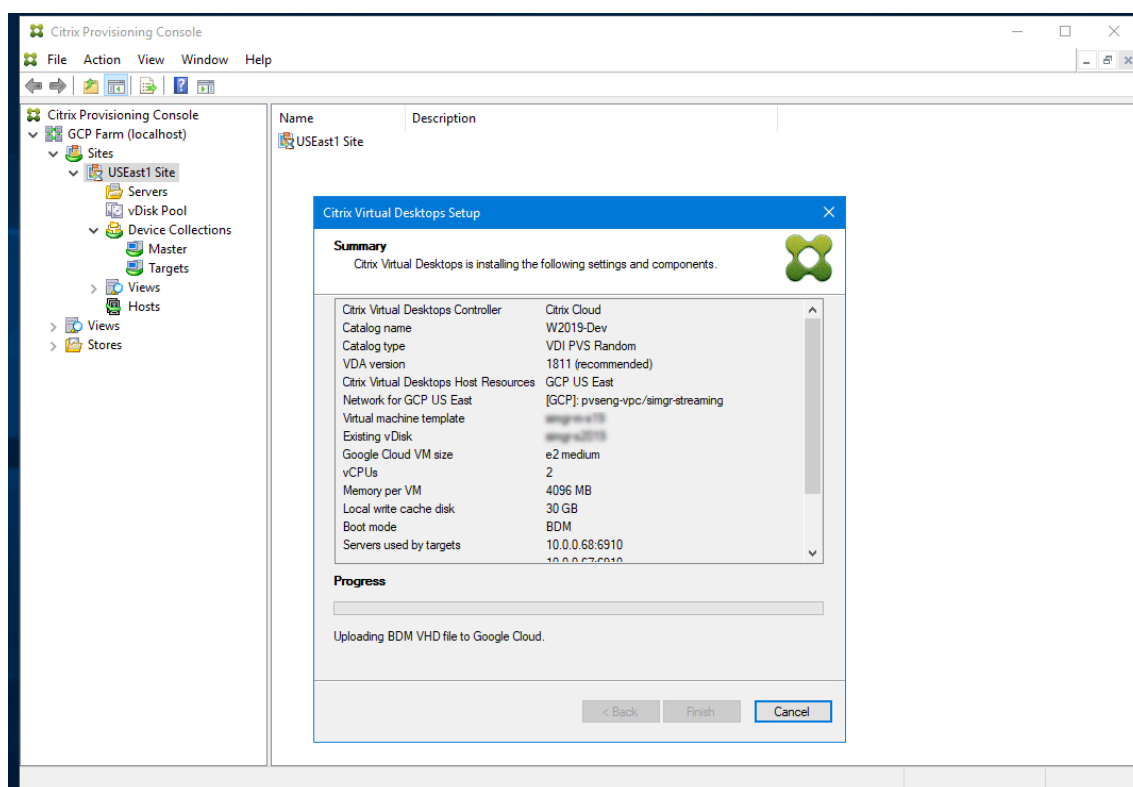 Citrix Provisioning Console
File Action View Window Help
Citrix Provisioning Console
GCP Farm (localhost)
Sites
USEast1 Site
Servers
vDisk Pool
Device Collections
Master
Targets
Views
Hosts
Views
Stores
Name Description
USEast1 Site
Citrix Virtual Desktops Setup
Summary
Citrix Virtual Desktops is installing the following settings and components.
Citrix Virtual Desktops Controller Citrix Cloud
Catalog name W2019-Dev
Catalog type VDI PVS Random
VDA version 1811 (recommended)
Citrix Virtual Desktops Host Resources GCP US East
Network for GCP US East [GCP]: pvseng-vpc/simgr-streaming
Virtual machine template
Existing vDisk
Google Cloud VM size e2 medium
vCPUs 2
Memory per VM 4096 MB
Local write cache disk 30 GB
Boot mode BDM
Servers used by targets 10.0.0.68:6910
10.0.0.67:6910
Progress
Uploading BDM VHD file to Google Cloud.
< Back Finish Cancel